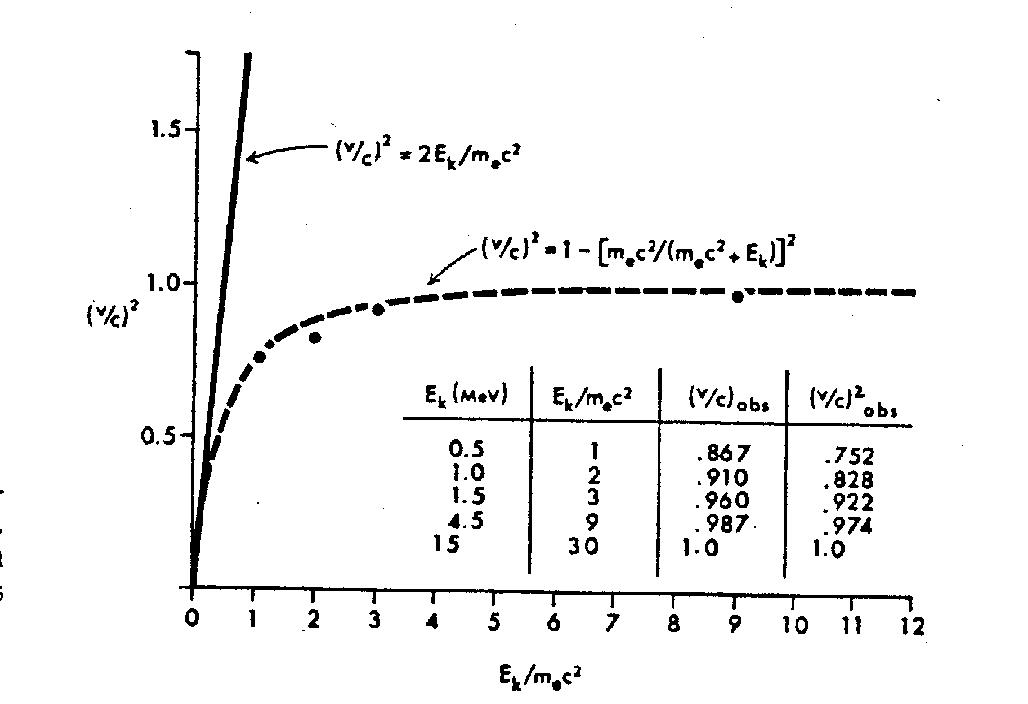 1.5
(v/c)² = 2Eₖ/mₑc²
(v/c)² = 1 - [mₑc²/(mₑc² + Eₖ)]²
1.0
(v/c)²
0.5
Eₖ (MeV) Eₖ/mₑc² (v/c)obs (v/c)²obs
0.5 1 .867 .752
1.0 2 .910 .828
1.5 3 .960 .922
4.5 9 .987 .974
15 30 1.0 1.0
0 1 2 3 4 5 6 7 8 9 10 11 12
Eₖ/mₑc²